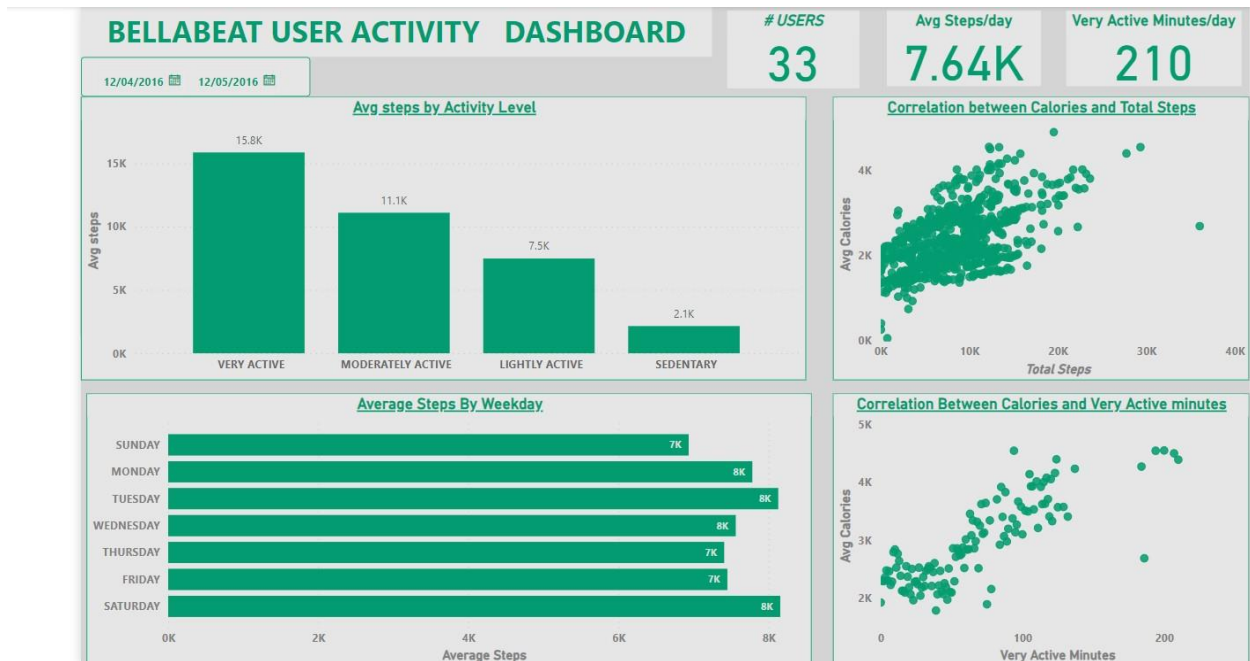 BELLABEAT USER ACTIVITY DASHBOARD
# USERS
33
Avg Steps/day
7.64K
Very Active Minutes/day
210
12/04/2016 12/05/2016
Avg steps by Activity Level
Avg steps
15K
10K
5K
0K
15.8K
11.1K
7.5K
2.1K
VERY ACTIVE MODERATELY ACTIVE LIGHTLY ACTIVE SEDENTARY
Correlation between Calories and Total Steps
Avg Calories
4K
2K
0K
0K 10K 20K 30K 40K
Total Steps
Average Steps By Weekday
SUNDAY 7K
MONDAY 8K
TUESDAY 8K
WEDNESDAY 8K
THURSDAY 7K
FRIDAY 7K
SATURDAY 8K
0K 2K 4K 6K 8K
Average Steps
Correlation Between Calories and Very Active minutes
Avg Calories
5K
4K
3K
2K
0 100 200
Very Active Minutes